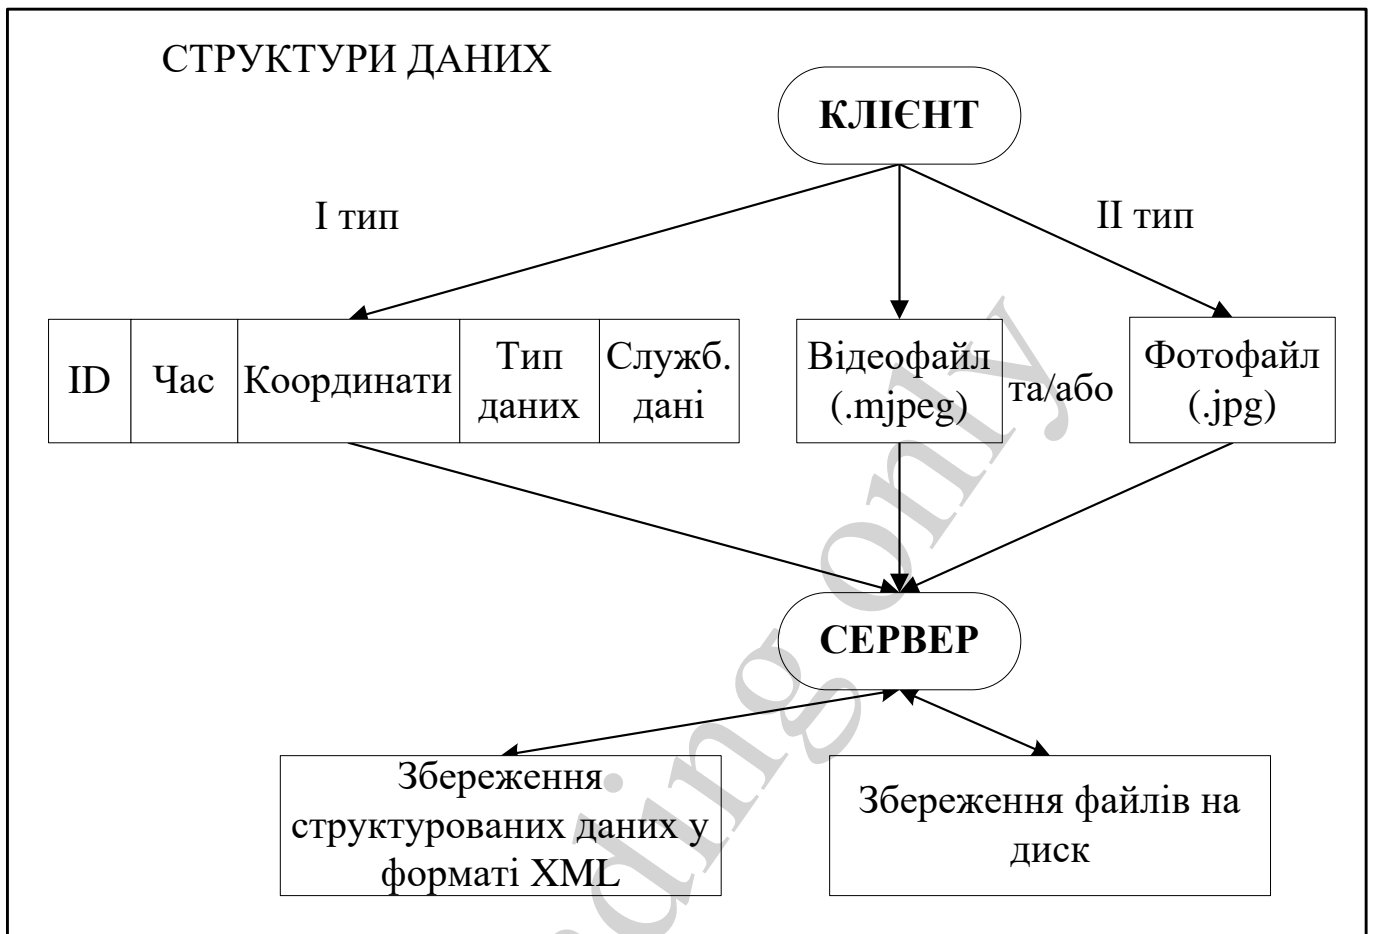 СТРУКТУРИ ДАНИХ
КЛІЄНТ
І тип
ІІ тип
ID
Час
Координати
Тип
даних
Служб.
дані
Відеофайл
(.mjpeg)
та/або
Фотофайл
(.jpg)
СЕРВЕР
Збереження
структурованих даних у
форматі XML
Збереження файлів на
диск
only